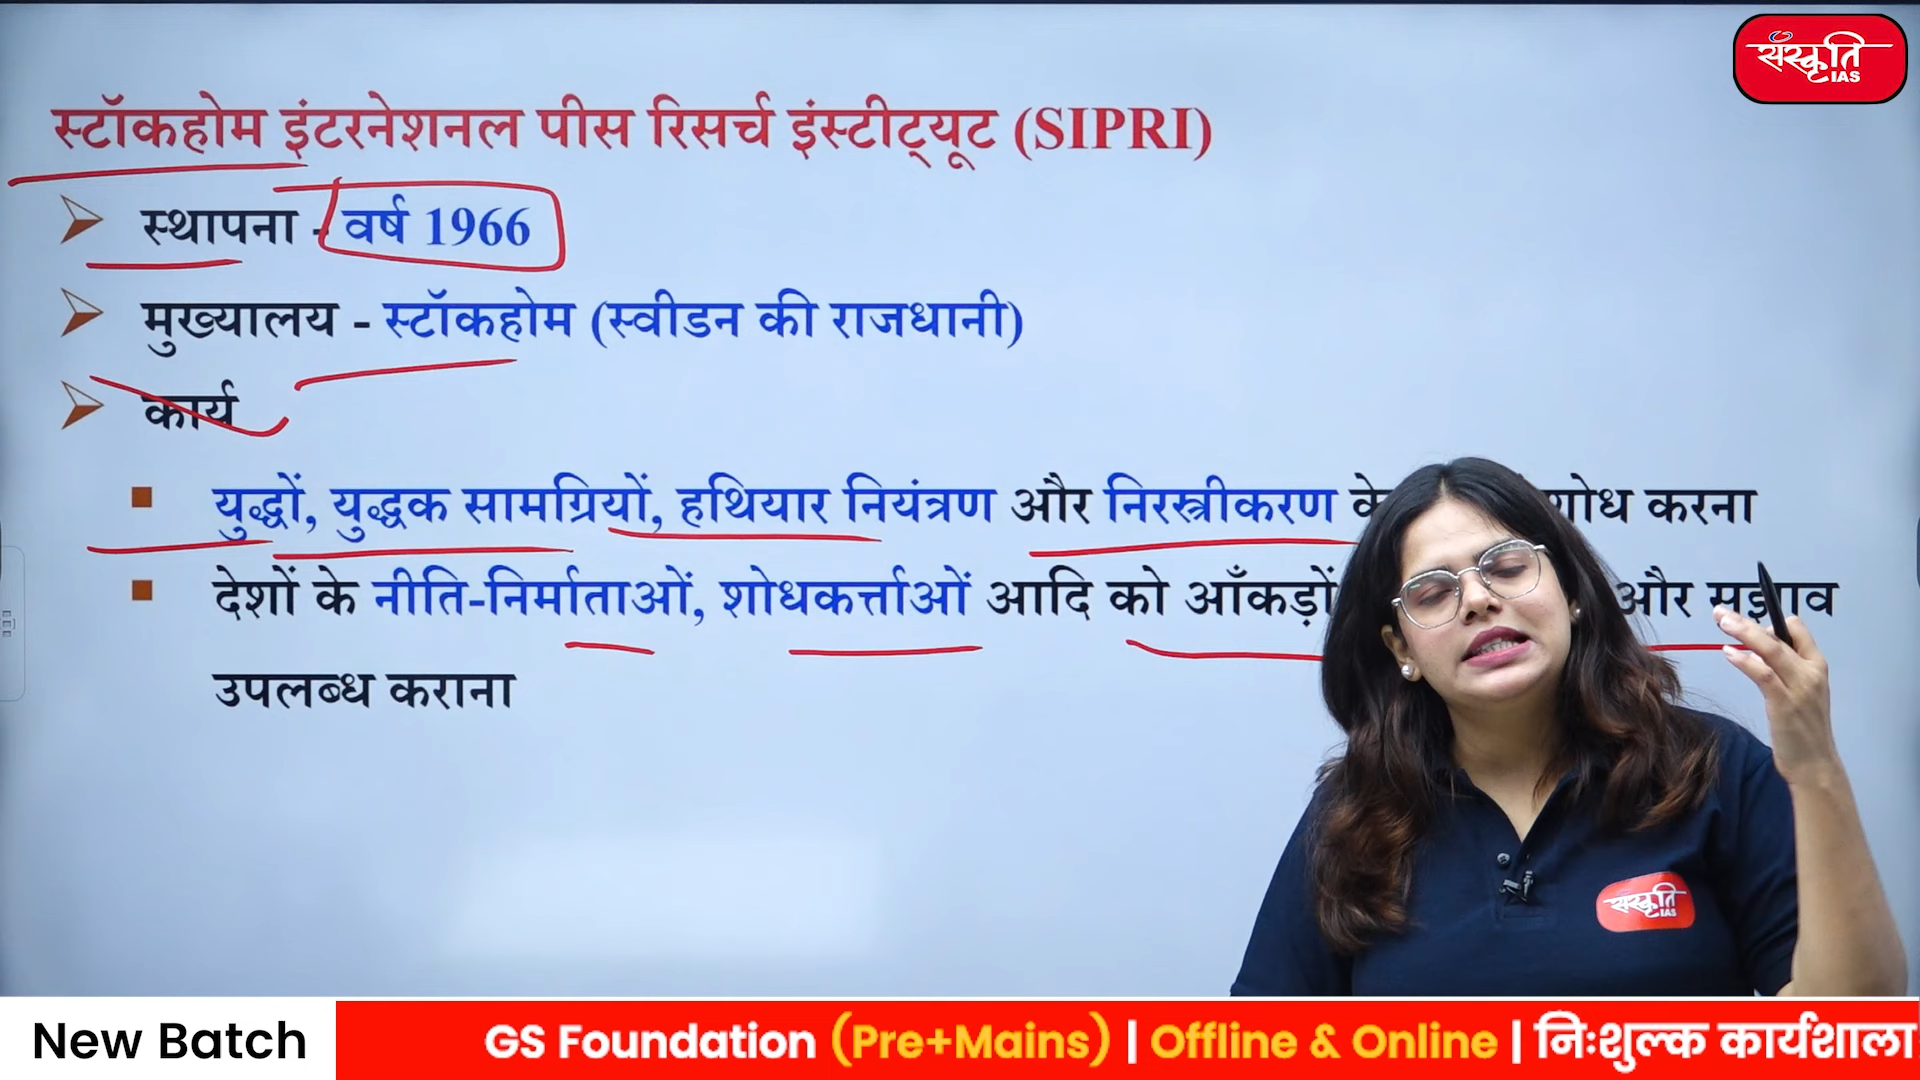 संस्कृति
IAS
स्टॉकहोम इंटरनेशनल पीस रिसर्च इंस्टीट्यूट (SIPRI)
स्थापना - वर्ष 1966
मुख्यालय - स्टॉकहोम (स्वीडन की राजधानी)
कार्य
युद्धों, युद्धक सामग्रियों, हथियार नियंत्रण और निरस्त्रीकरण के शोध करना
देशों के नीति-निर्माताओं, शोधकर्त्ताओं आदि को आँकड़ों और सुझाव
उपलब्ध कराना
संस्कृति
IAS
New Batch
GS Foundation (Pre+Mains) | Offline & Online | निःशुल्क कार्यशाला